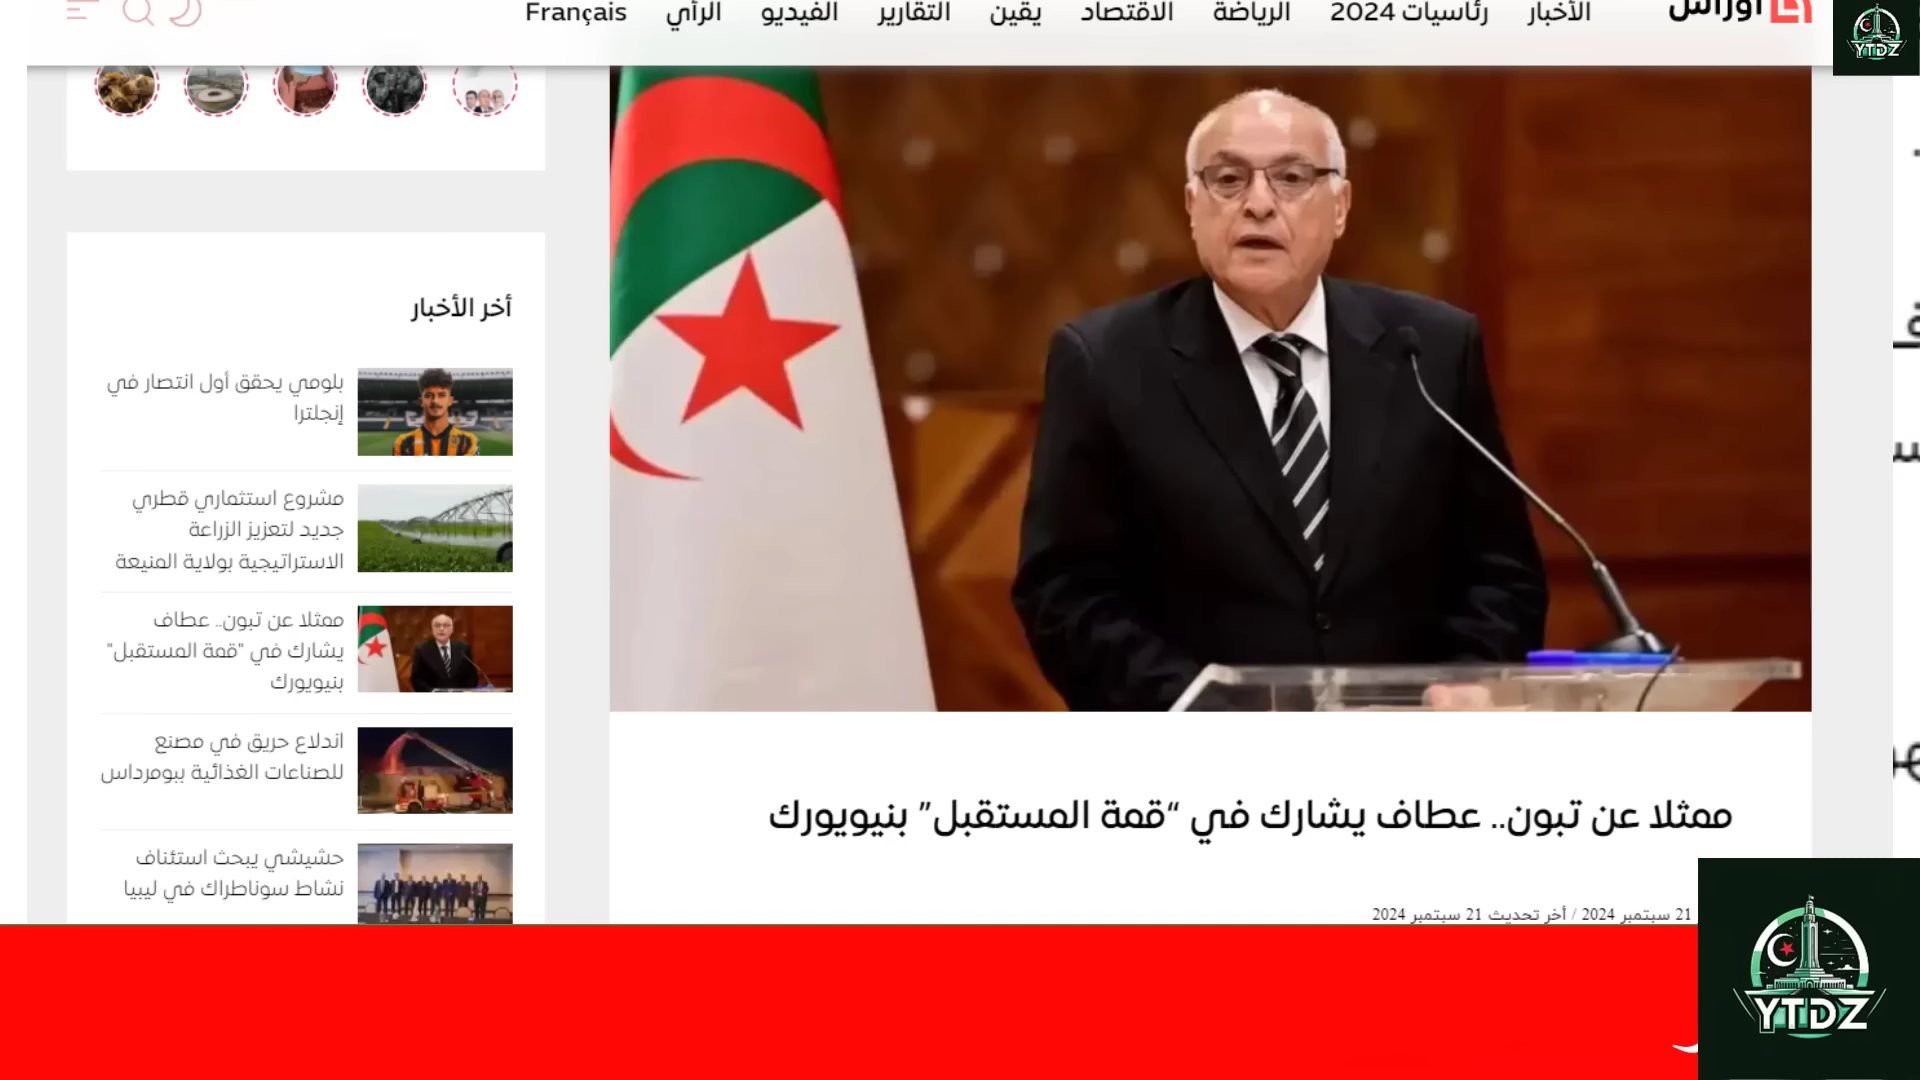 أوراس
الأخبار
رئاسيات 2024
الرياضة
الاقتصاد
يقين
التقارير
الفيديو
الرأي
Français
YTDZ
ممثلا عن تبون.. عطاف يشارك في “قمة المستقبل” بنيويورك
21 سبتمبر 2024 / أخر تحديث 21 سبتمبر 2024
أخر الأخبار
بلومي يحقق أول انتصار في
إنجلترا
مشروع استثماري قطري
جديد لتعزيز الزراعة
الاستراتيجية بولاية المنيعة
ممثلا عن تبون.. عطاف
يشارك في "قمة المستقبل"
بنيويورك
اندلاع حريق في مصنع
للصناعات الغذائية ببومرداس
حشيشي يبحث استئناف
نشاط سوناطراك في ليبيا
YTDZ